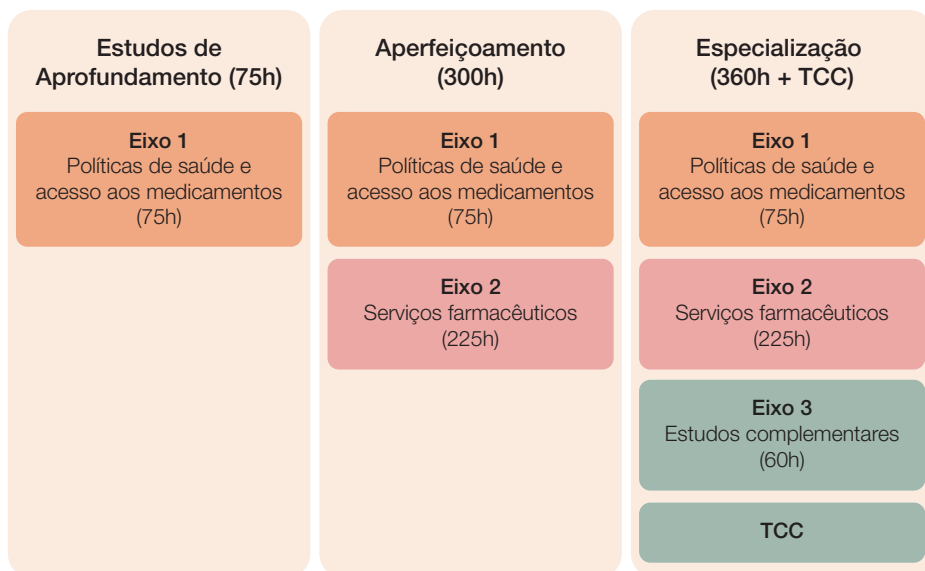 Estudos de
Aprofundamento (75h)
Eixo 1
Políticas de saúde e
acesso aos medicamentos
(75h)
Aperfeiçoamento
(300h)
Eixo 1
Políticas de saúde e
acesso aos medicamentos
(75h)
Eixo 2
Serviços farmacêuticos
(225h)
Especialização
(360h + TCC)
Eixo 1
Políticas de saúde e
acesso aos medicamentos
(75h)
Eixo 2
Serviços farmacêuticos
(225h)
Eixo 3
Estudos complementares
(60h)
TCC